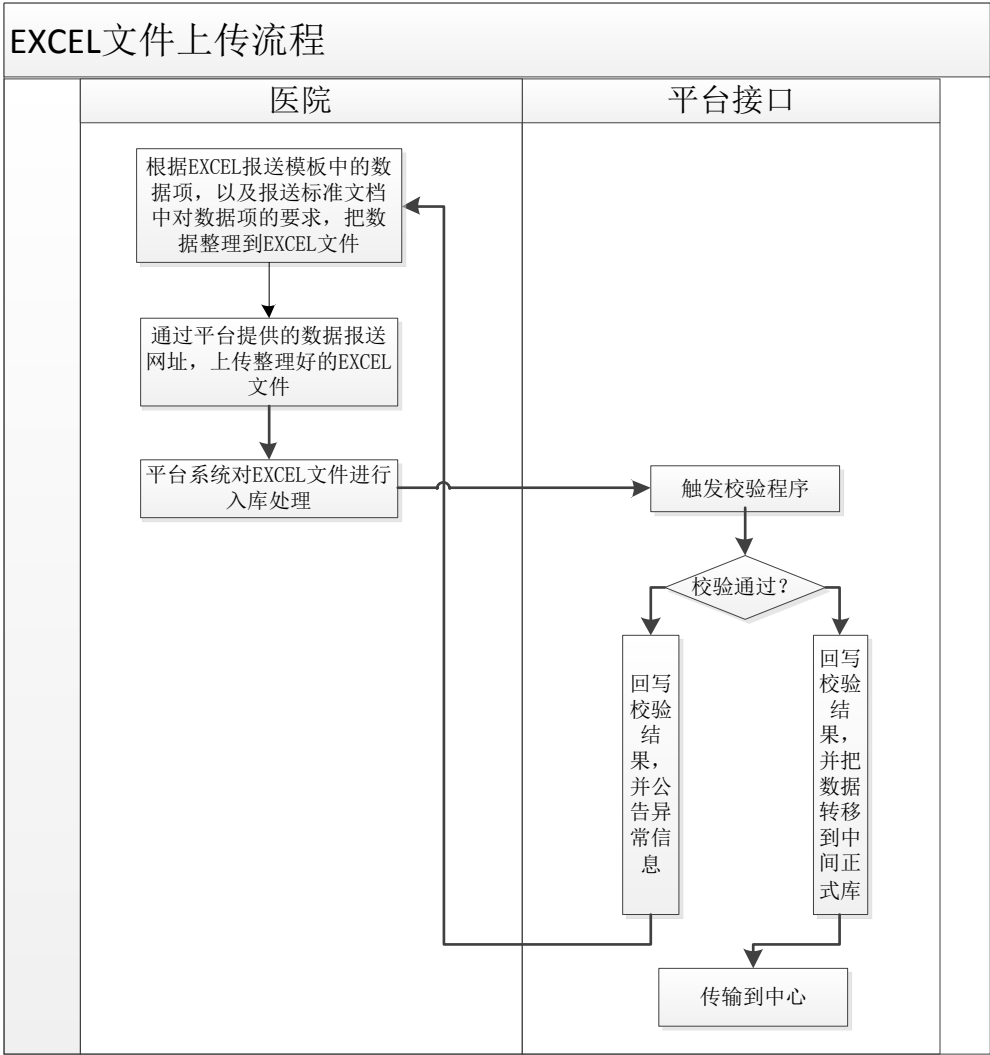 EXCEL文件上传流程
医院
平台接口
根据EXCEL报送模板中的数
据项，以及报送标准文档
中对数据项的要求，把数
据整理到EXCEL文件
通过平台提供的数据报送
网址，上传整理好的EXCEL
文件
平台系统对EXCEL文件进行
入库处理
触发校验程序
校验通过？
回写
校验
结
果，
并公
告异
常信
息
回写
校验
结
果，
并把
数据
转移
到中
间正
式库
传输到中心